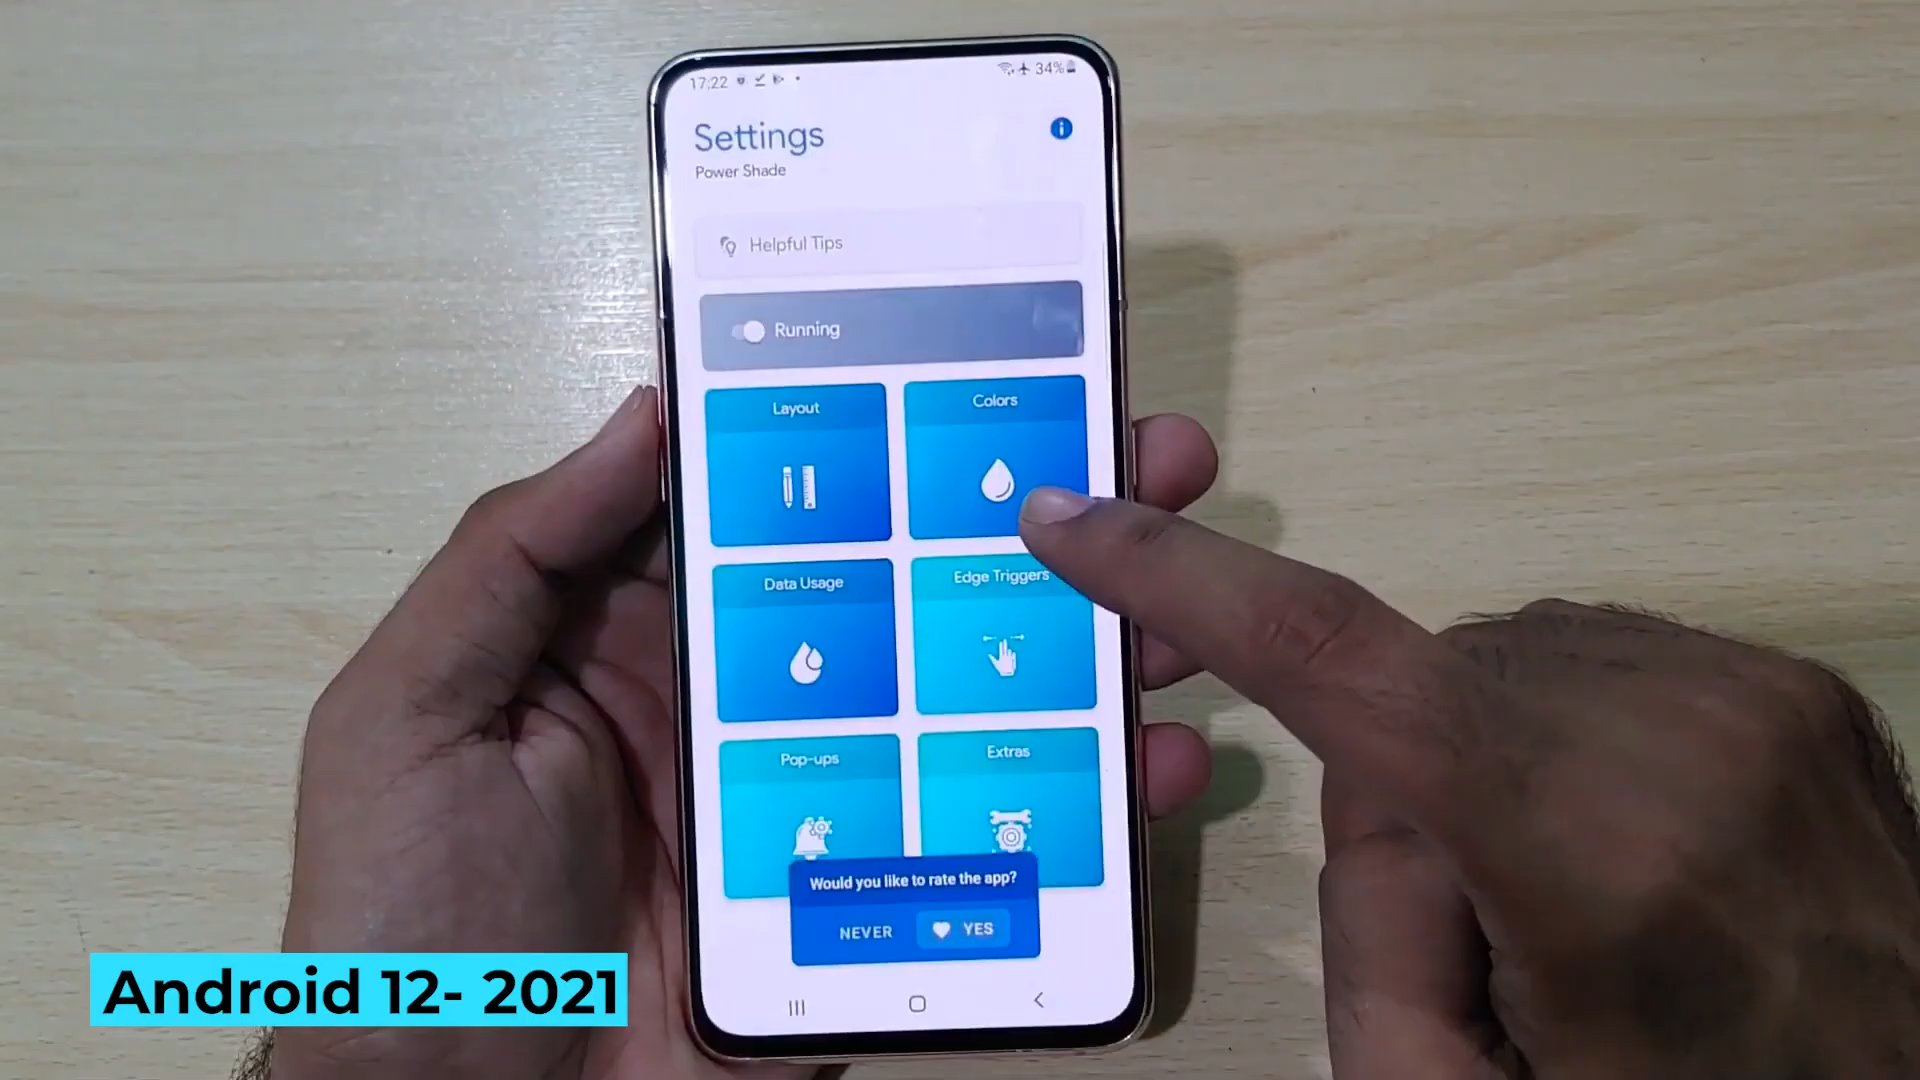 17:22
34%
Settings
Power Shade
Helpful Tips
Running
Layout
Colors
Data Usage
Edge Triggers
Pop-ups
Extras
Would you like to rate the app?
NEVER
YES
Android 12- 2021